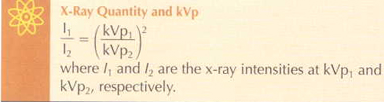 X-Ray Quantity and kVp
I₁/I₂ = (kVp₁/kVp₂)²
where I₁ and I₂ are the x-ray intensities at kVp₁ and
kVp₂, respectively.